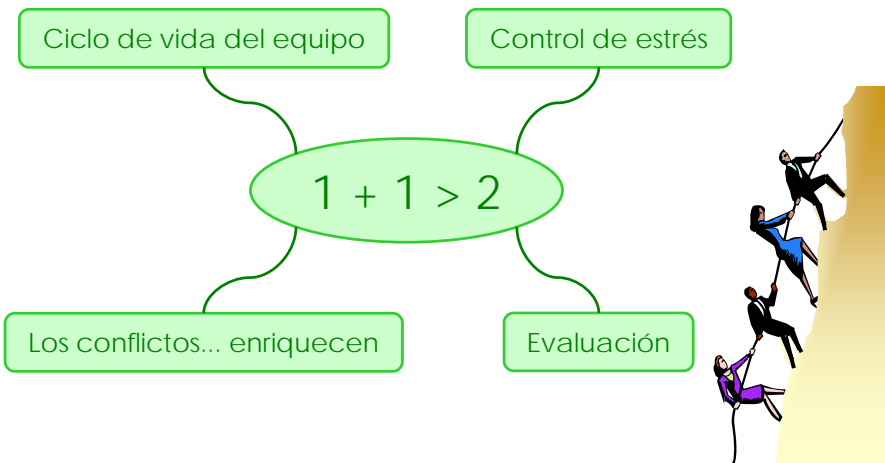 Ciclo de vida del equipo
Control de estrés
1 + 1 > 2
Los conflictos... enriquecen
Evaluación